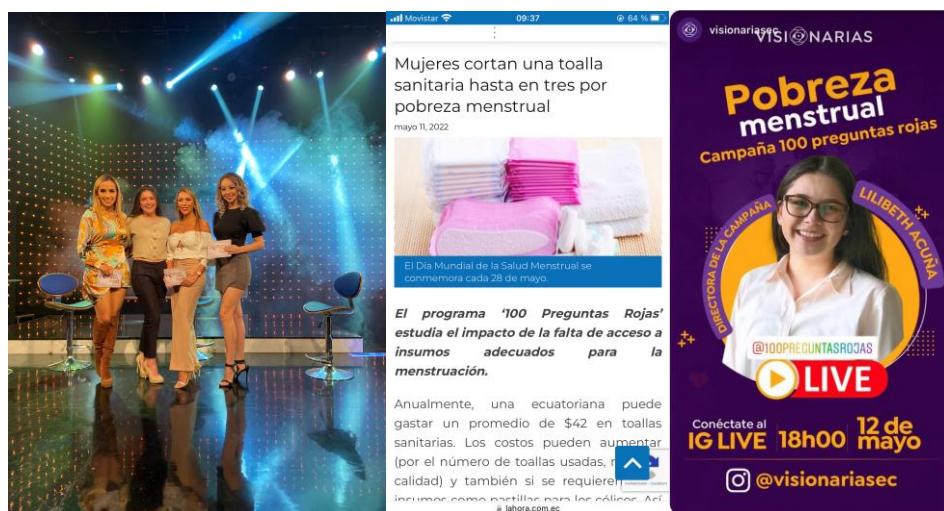 Movistar
09:37
64 %
Mujeres cortan una toalla
sanitaria hasta en tres por
pobreza menstrual
mayo 11, 2022
El Día Mundial de la Salud Menstrual se
conmemora cada 28 de mayo.
El programa ‘100 Preguntas Rojas’
estudia el impacto de la falta de acceso a
insumos adecuados para la
menstruación.
Anualmente, una ecuatoriana puede
gastar un promedio de $42 en toallas
sanitarias. Los costos pueden aumentar
(por el número de toallas usadas,
calidad) y también si se requieren
insumos como pastillas para los cólicos. Así
lahora.com.ec
visionariasec
VISIONARIAS
Pobreza
menstrual
Campaña 100 preguntas rojas
DIRECTORA DE LA CAMPAÑA
LILIBETH ACUÑA
@100PREGUNTASROJAS
LIVE
Conéctate al
IG LIVE
18h00
12 de
mayo
@visionariasec